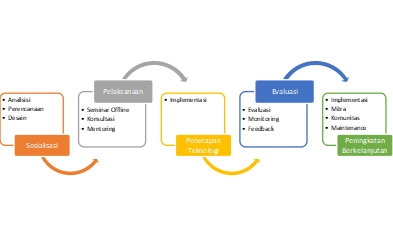 Analisisi
Perencanaan
Desain
Sosialisasi
Pelaksanaan
Seminar Offline
Konsultasi
Mentoring
Implementasi
Penerapan
Teknologi
Evaluasi
Evaluasi
Monitoring
Feedback
Implementasi
Mitra
Komunitas
Maintenance
Peningkatan
Berkelanjutan